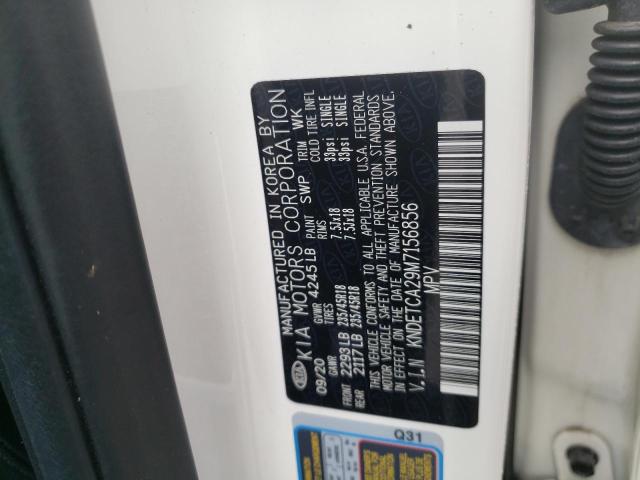 MANUFACTURED IN KOREA BY
KIA KIA MOTORS CORPORATION
09/20 GVWR 4245LB PAINT SWP TRIM WK
GAWR TIRES RIMS COLD TIRE INFL
FRONT 2293LB 235/45R18 7.5Jx18 33psi SINGLE
REAR 2117LB 235/45R18 7.5Jx18 33psi SINGLE
THIS VEHICLE CONFORMS TO ALL APPLICABLE U.S.A. FEDERAL
MOTOR VEHICLE SAFETY AND THEFT PREVENTION STANDARDS
IN EFFECT ON THE DATE OF MANUFACTURE SHOWN ABOVE.
V.I.N KNDETCA29M7156856
MPV
Q31